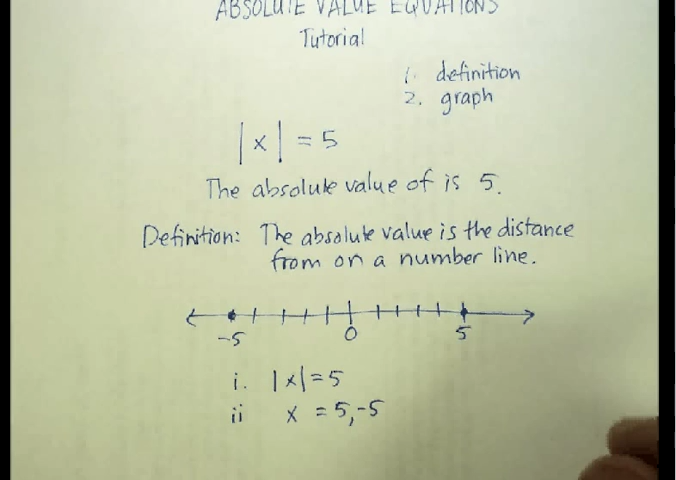 ABSOLUTE VALUE EQUATIONS
Tutorial
1. definition
2. graph
|x| = 5
The absolute value of is 5.
Definition: The absolute value is the distance
from on a number line.
-5 0 5
i. |x|=5
ii x = 5,-5